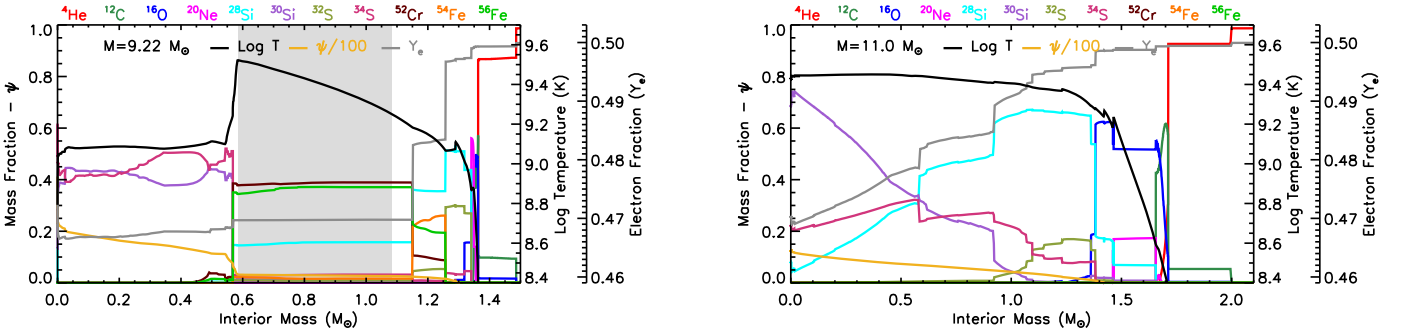 ⁴He ¹²C ¹⁶O ²⁰Ne ²⁸Si ³⁰Si ³²S ³⁴S ⁵²Cr ⁵⁴Fe ⁵⁶Fe
M=9.22 M⊙ Log T ψ/100 Yₑ
1.0
0.8
0.6
0.4
0.2
0.0
Mass Fraction - ψ
0.0 0.2 0.4 0.6 0.8 1.0 1.2 1.4
Interior Mass (M⊙)
9.6
9.4
9.2
9.0
8.8
8.6
8.4
Log Temperature (K)
0.50
0.49
0.48
0.47
0.46
Electron Fraction (Yₑ)
⁴He ¹²C ¹⁶O ²⁰Ne ²⁸Si ³⁰Si ³²S ³⁴S ⁵²Cr ⁵⁴Fe ⁵⁶Fe
M=11.0 M⊙ Log T ψ/100 Yₑ
1.0
0.8
0.6
0.4
0.2
0.0
Mass Fraction - ψ
0.0 0.5 1.0 1.5 2.0
Interior Mass (M⊙)
9.6
9.4
9.2
9.0
8.8
8.6
8.4
Log Temperature (K)
0.50
0.49
0.48
0.47
0.46
Electron Fraction (Yₑ)